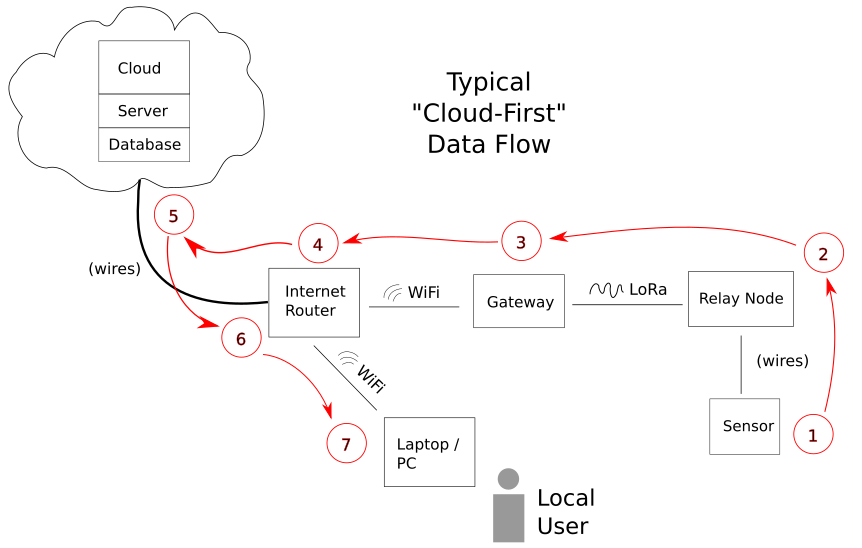 Cloud
Server
Database
Typical
"Cloud-First"
Data Flow
5
4
3
2
(wires)
Internet
Router
WiFi
Gateway
LoRa
Relay Node
6
WiFi
(wires)
7
Laptop /
PC
Sensor
1
Local
User